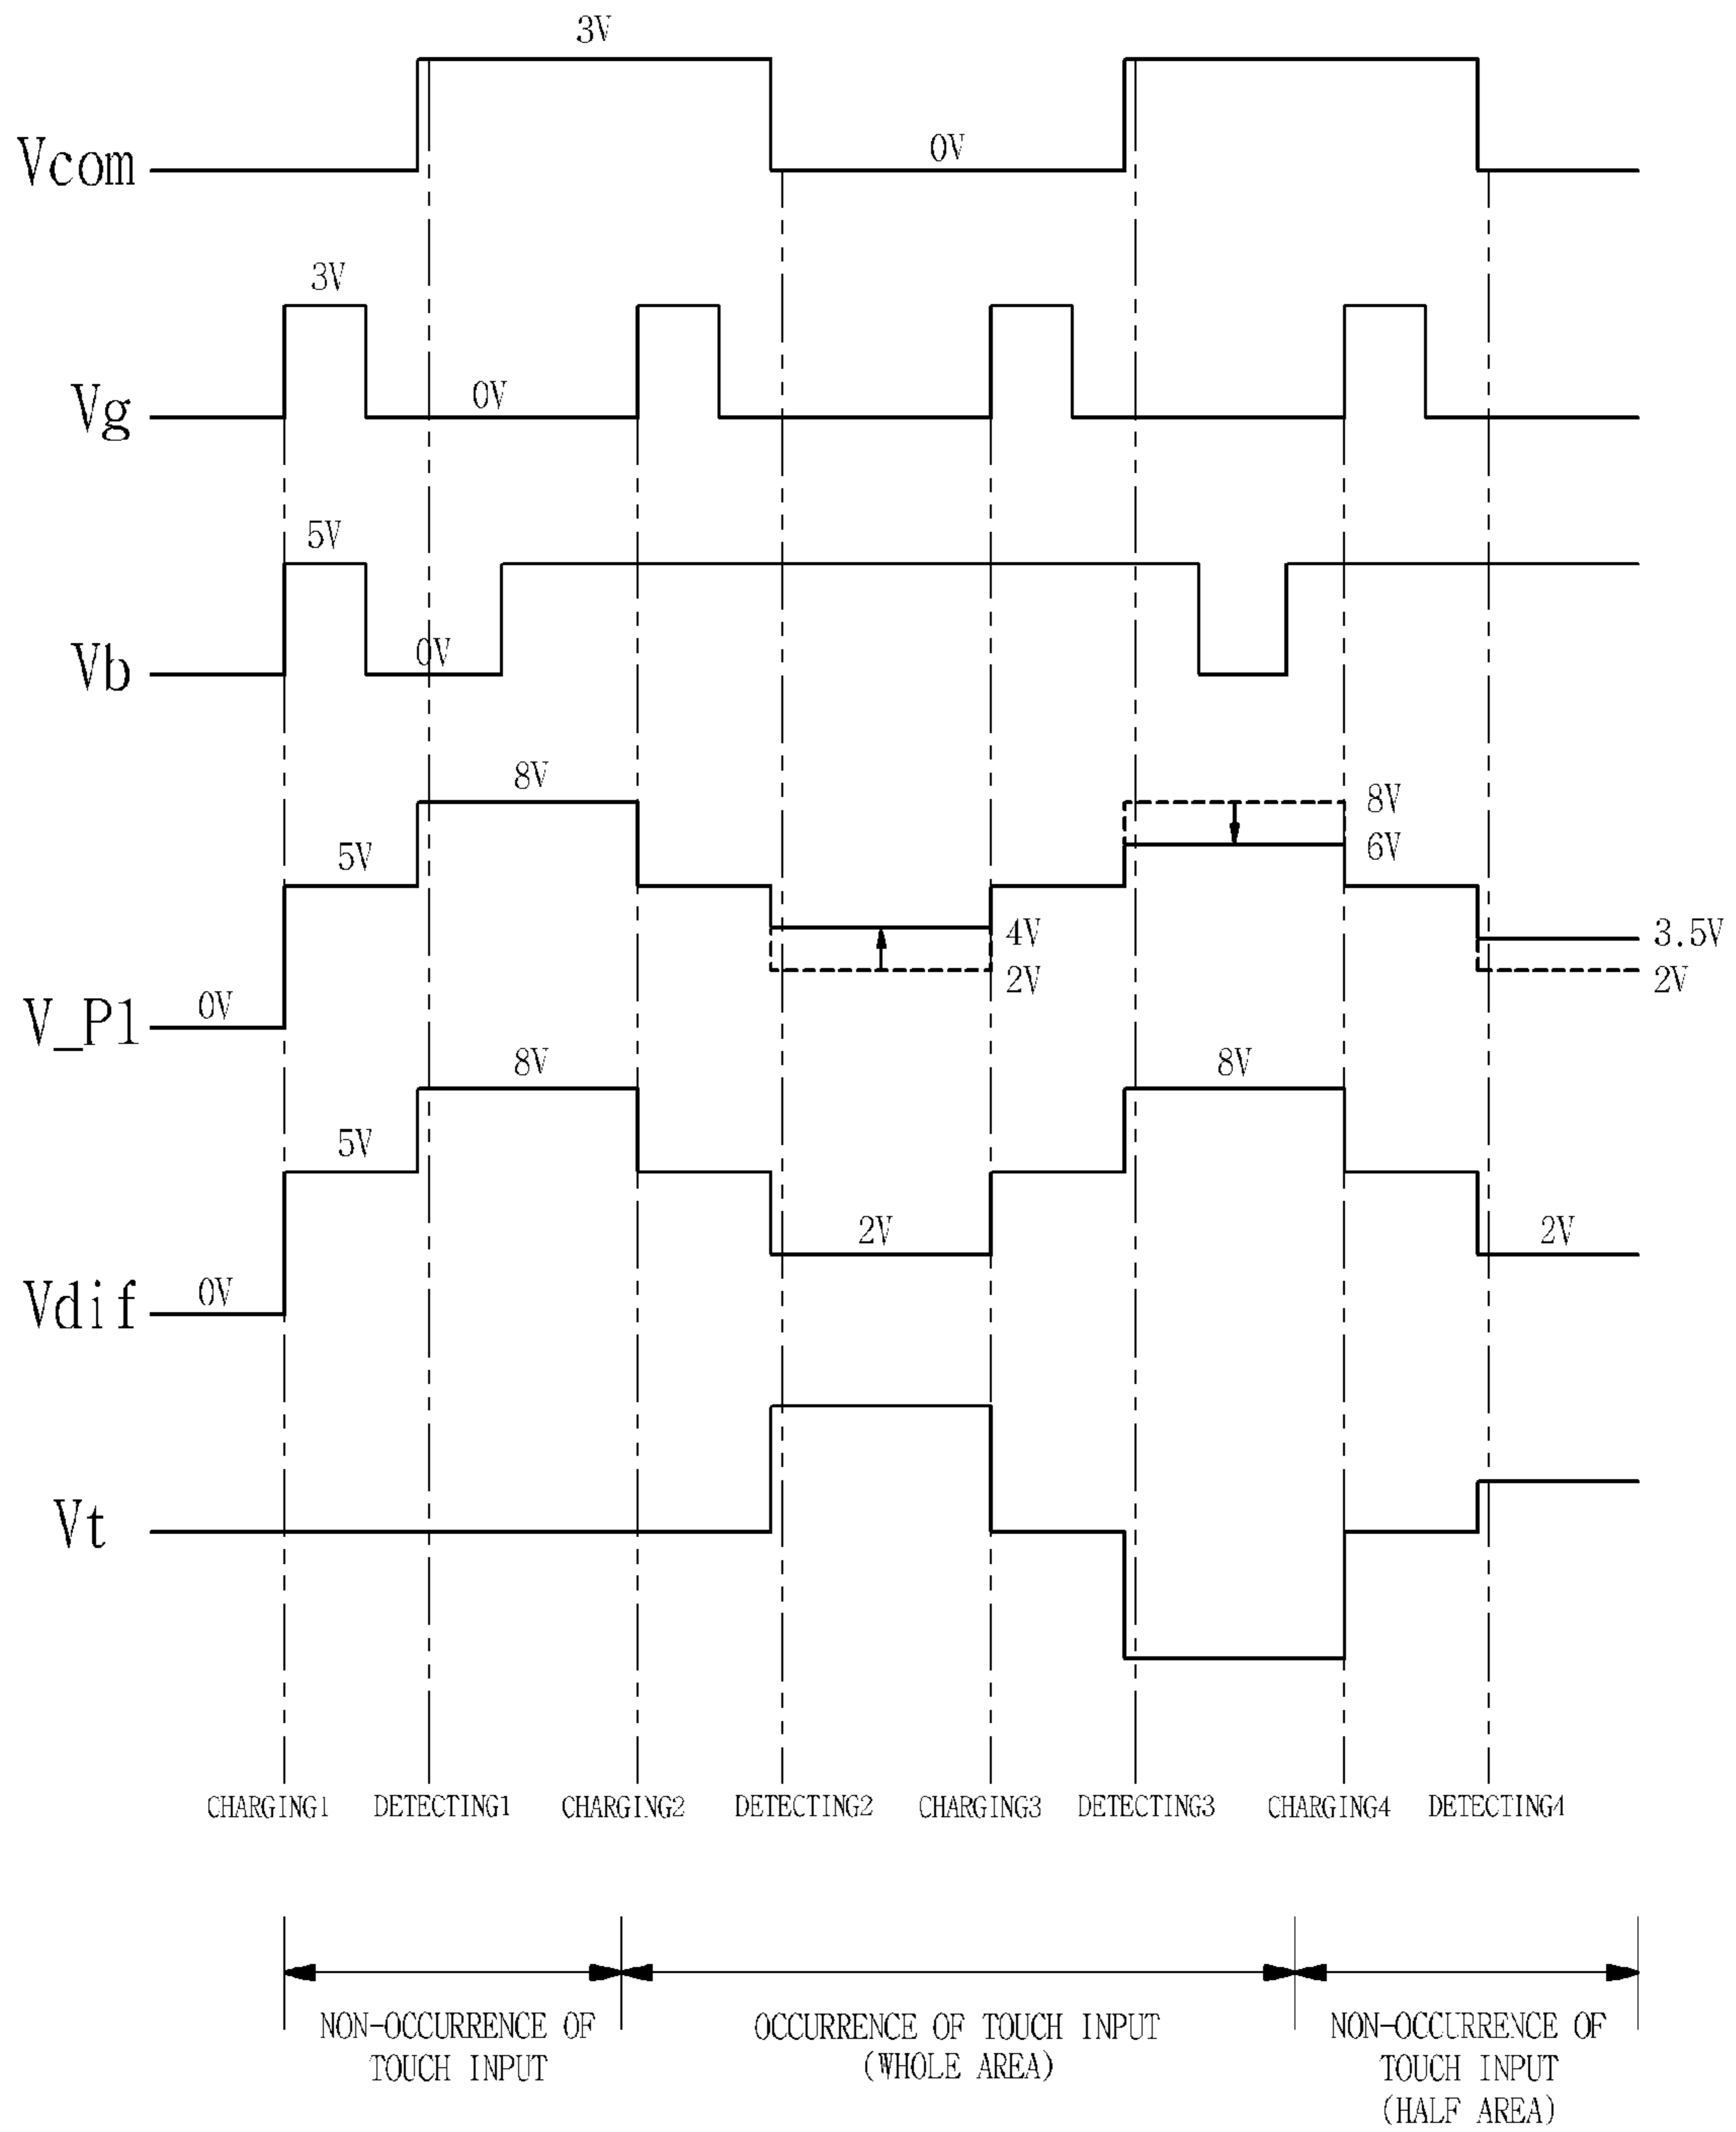 3V
Vcom
0V
3V
Vg
0V
5V
Vb
0V
8V
8V
5V
6V
4V
3.5V
2V
2V
V_P1
0V
8V
8V
5V
2V
2V
Vdif
0V
Vt
CHARGING1 DETECTING1 CHARGING2 DETECTING2 CHARGING3 DETECTING3 CHARGING4 DETECTING4
NON-OCCURRENCE OF
TOUCH INPUT
OCCURRENCE OF TOUCH INPUT
(WHOLE AREA)
NON-OCCURRENCE OF
TOUCH INPUT
(HALF AREA)